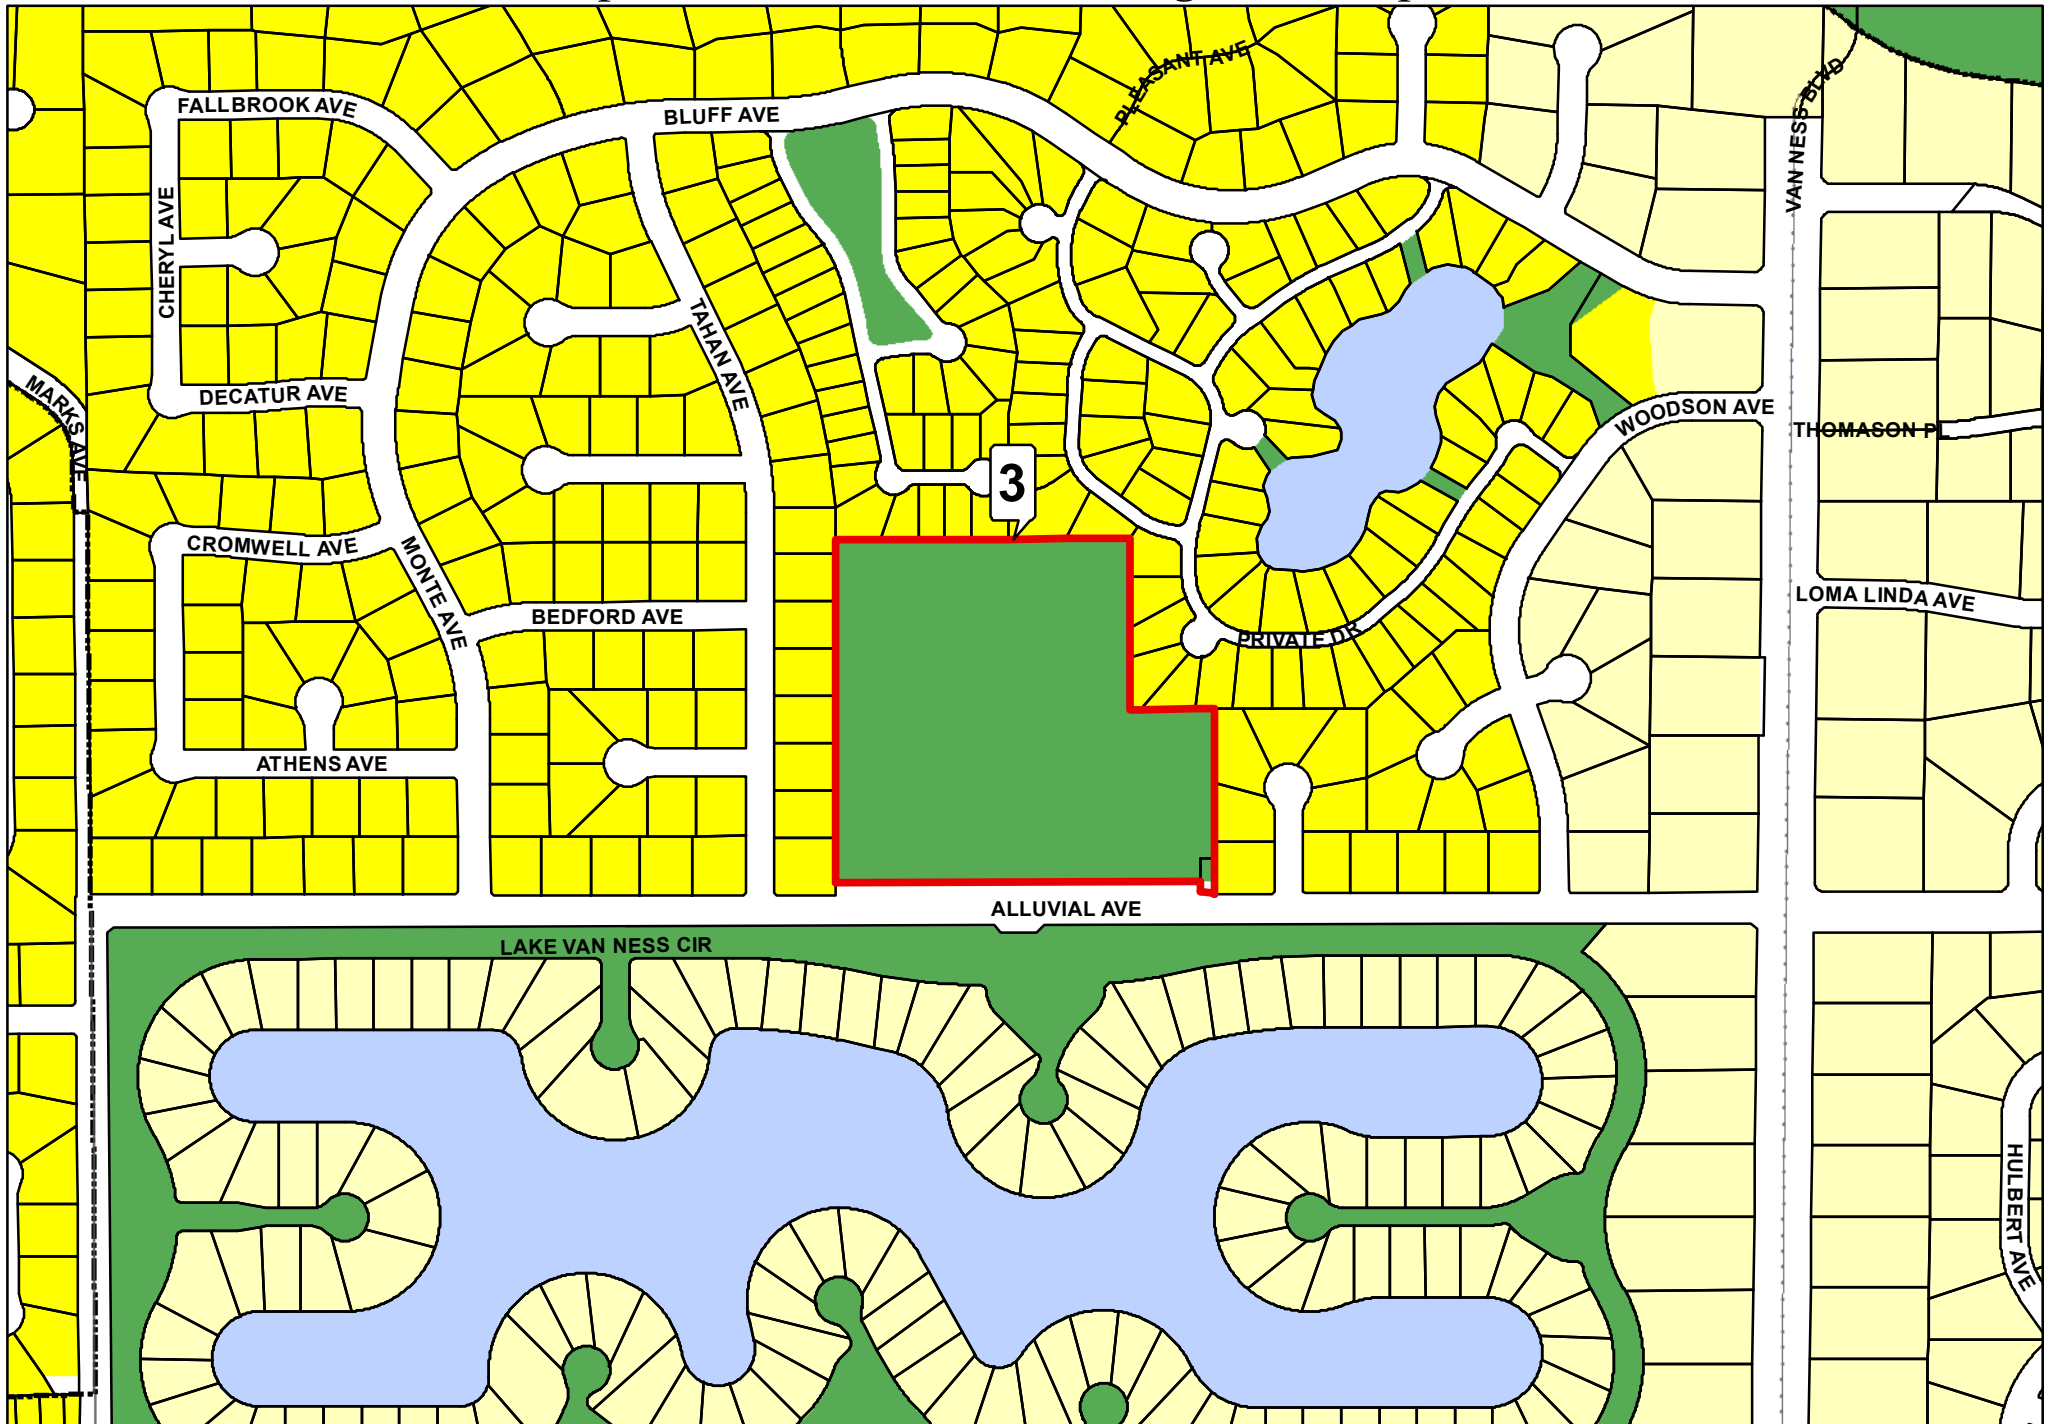 PLEASANT AVE
VAN NESS BLVD
FALLBROOK AVE
BLUFF AVE
CHERYL AVE
TAHAN AVE
MARKS AVE
DECATUR AVE
WOODSON AVE
THOMASON PL
3
CROMWELL AVE
MONTE AVE
LOMA LINDA AVE
BEDFORD AVE
PRIVATE DR
ATHENS AVE
ALLUVIAL AVE
LAKE VAN NESS CIR
HULBERT AVE